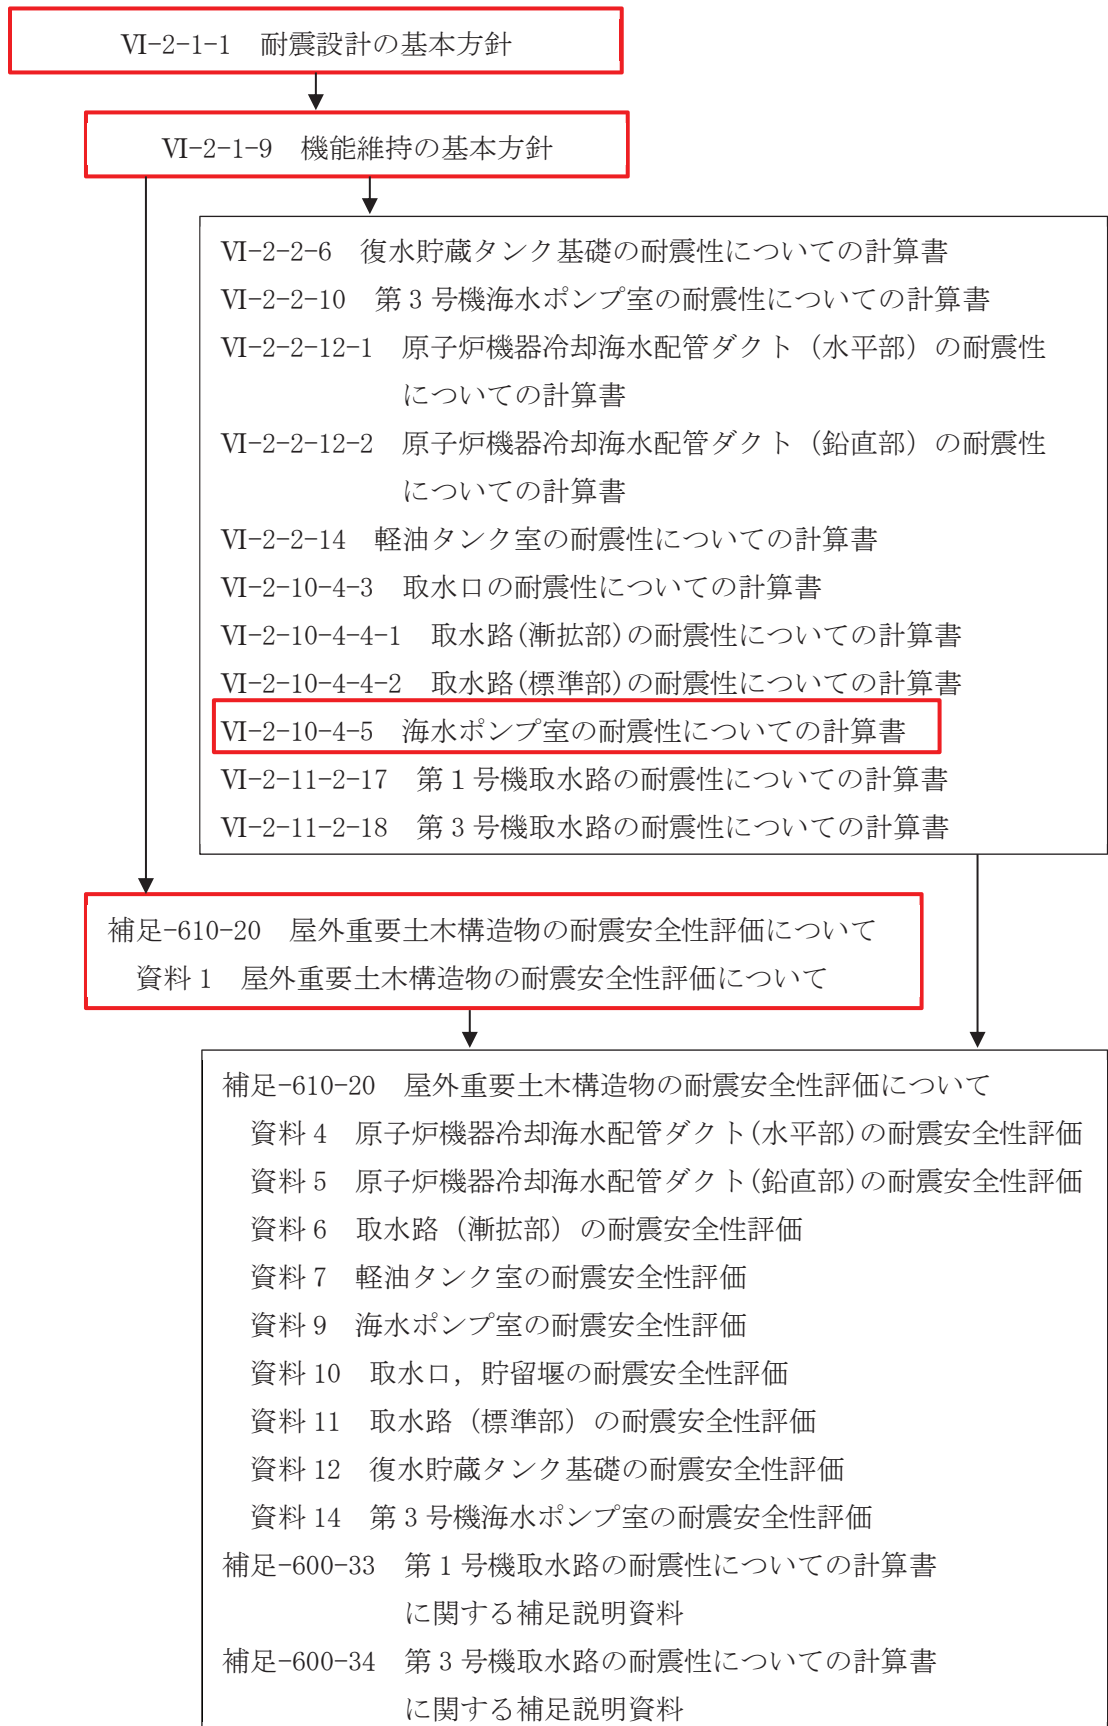 Ⅵ-2-1-1　耐震設計の基本方針
Ⅵ-2-1-9　機能維持の基本方針
Ⅵ-2-2-6　復水貯蔵タンク基礎の耐震性についての計算書
Ⅵ-2-2-10　第3号機海水ポンプ室の耐震性についての計算書
Ⅵ-2-2-12-1　原子炉機器冷却海水配管ダクト（水平部）の耐震性
についての計算書
Ⅵ-2-2-12-2　原子炉機器冷却海水配管ダクト（鉛直部）の耐震性
についての計算書
Ⅵ-2-2-14　軽油タンク室の耐震性についての計算書
Ⅵ-2-10-4-3　取水口の耐震性についての計算書
Ⅵ-2-10-4-4-1　取水路(漸拡部)の耐震性についての計算書
Ⅵ-2-10-4-4-2　取水路(標準部)の耐震性についての計算書
Ⅵ-2-10-4-5　海水ポンプ室の耐震性についての計算書
Ⅵ-2-11-2-17　第1号機取水路の耐震性についての計算書
Ⅵ-2-11-2-18　第3号機取水路の耐震性についての計算書
補足-610-20　屋外重要土木構造物の耐震安全性評価について
資料1　屋外重要土木構造物の耐震安全性評価について
補足-610-20　屋外重要土木構造物の耐震安全性評価について
資料4　原子炉機器冷却海水配管ダクト(水平部)の耐震安全性評価
資料5　原子炉機器冷却海水配管ダクト(鉛直部)の耐震安全性評価
資料6　取水路（漸拡部）の耐震安全性評価
資料7　軽油タンク室の耐震安全性評価
資料9　海水ポンプ室の耐震安全性評価
資料10　取水口，貯留堰の耐震安全性評価
資料11　取水路（標準部）の耐震安全性評価
資料12　復水貯蔵タンク基礎の耐震安全性評価
資料14　第3号機海水ポンプ室の耐震安全性評価
補足-600-33　第1号機取水路の耐震性についての計算書
に関する補足説明資料
補足-600-34　第3号機取水路の耐震性についての計算書
に関する補足説明資料